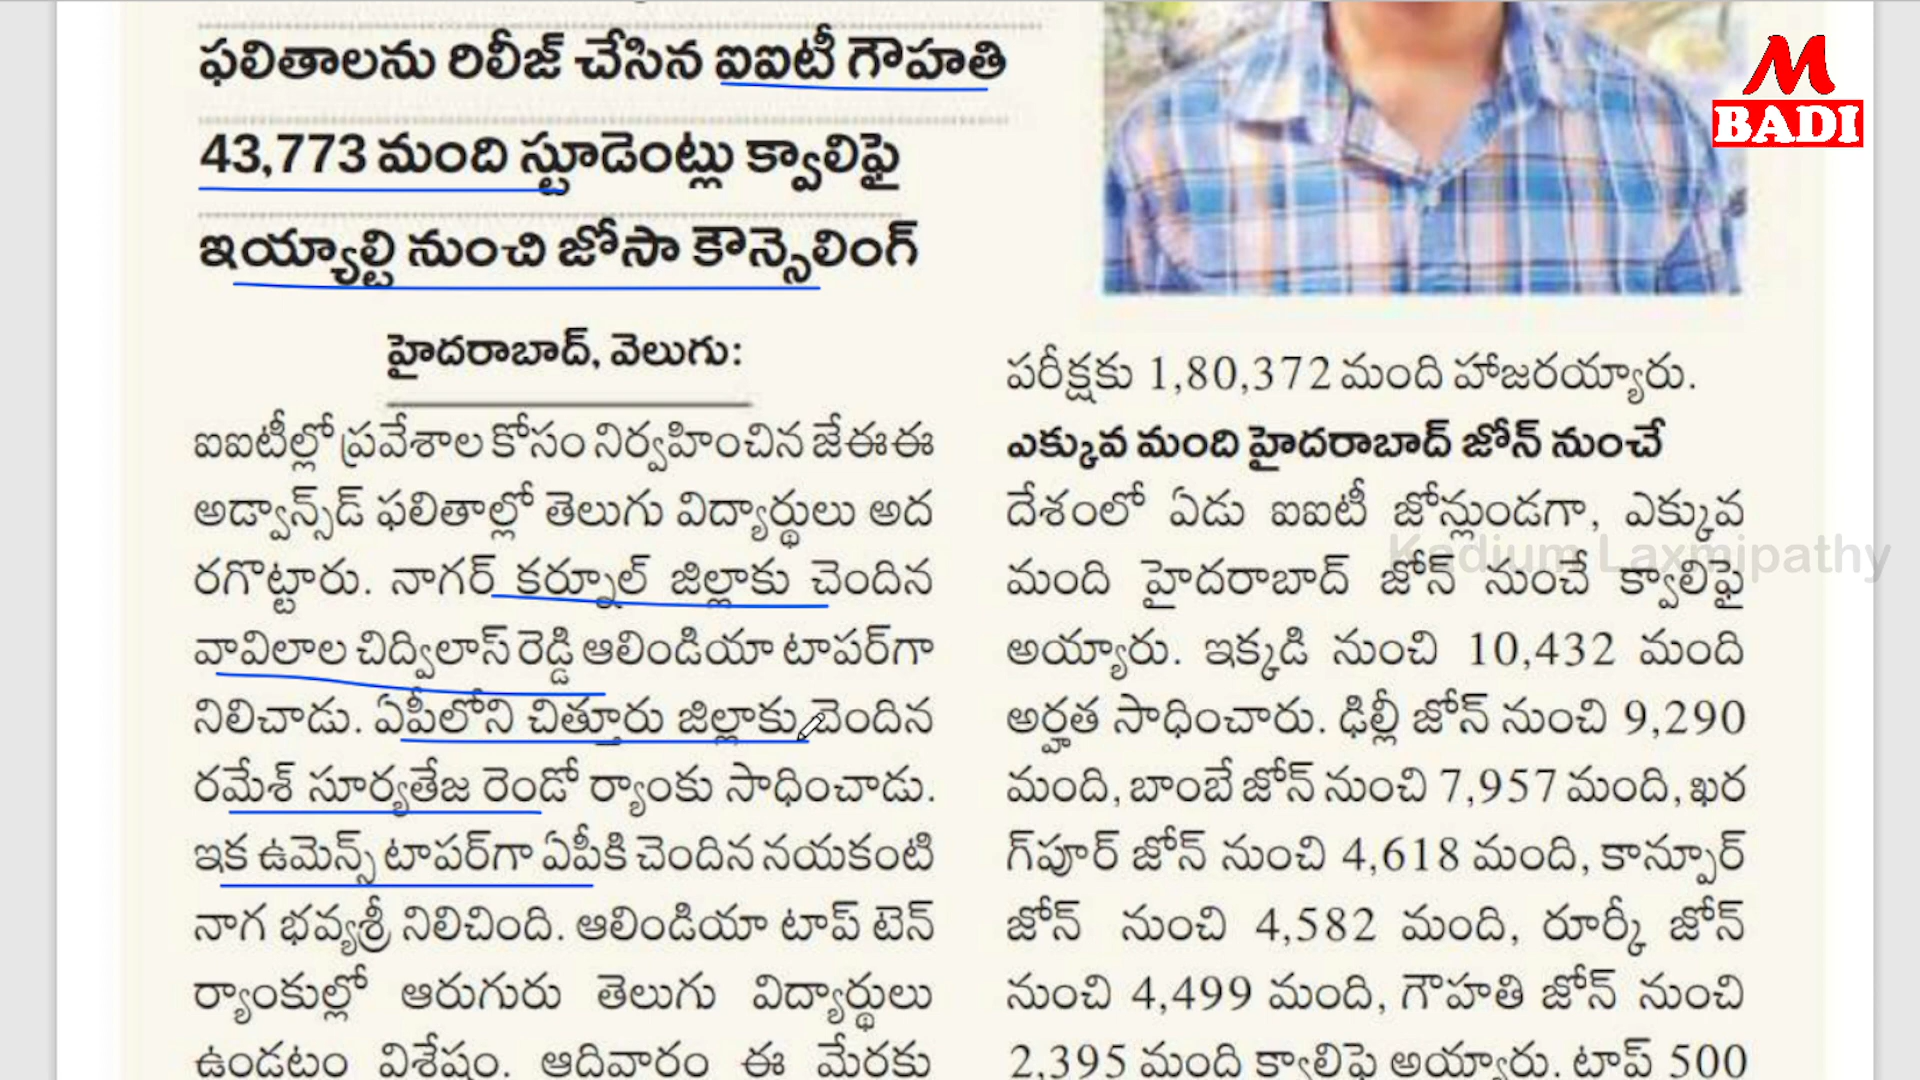 ఫలితాలను రిలీజ్ చేసిన ఐఐటీ గౌహతి
43,773 మంది స్టూడెంట్లు క్వాలిఫై
ఇయ్యాల్టి నుంచి జోసా కౌన్సెలింగ్
హైదరాబాద్, వెలుగు:
ఐఐటీల్లో ప్రవేశాల కోసం నిర్వహించిన జేఈఈ
అడ్వాన్స్‌డ్ ఫలితాల్లో తెలుగు విద్యార్థులు అద
రగొట్టారు. నాగర్ కర్నూల్ జిల్లాకు చెందిన
వావిలాల చిద్విలాస్ రెడ్డి ఆలిండియా టాపర్‌గా
నిలిచాడు. ఏపీలోని చిత్తూరు జిల్లాకు చెందిన
రమేశ్ సూర్యతేజ రెండో ర్యాంకు సాధించాడు.
ఇక ఉమెన్స్ టాపర్‌గా ఏపీకి చెందిన నయకంటి
నాగ భవ్యశ్రీ నిలిచింది. ఆలిండియా టాప్ టెన్
ర్యాంకుల్లో ఆరుగురు తెలుగు విద్యార్థులు
ఉండటం విశేషం. ఆదివారం ఈ మేరకు
పరీక్షకు 1,80,372 మంది హాజరయ్యారు.
ఎక్కువ మంది హైదరాబాద్ జోన్ నుంచే
దేశంలో ఏడు ఐఐటీ జోన్లుండగా, ఎక్కువ
మంది హైదరాబాద్ జోన్ నుంచే క్వాలిఫై
అయ్యారు. ఇక్కడి నుంచి 10,432 మంది
అర్హత సాధించారు. ఢిల్లీ జోన్ నుంచి 9,290
మంది, బాంబే జోన్ నుంచి 7,957 మంది, ఖర
గ్‌పూర్ జోన్ నుంచి 4,618 మంది, కాన్పూర్
జోన్ నుంచి 4,582 మంది, రూర్కీ జోన్
నుంచి 4,499 మంది, గౌహతి జోన్ నుంచి
2,395 మంది క్వాలిఫై అయ్యారు. టాప్ 500
M
BADI
Kadium Laxmipathy